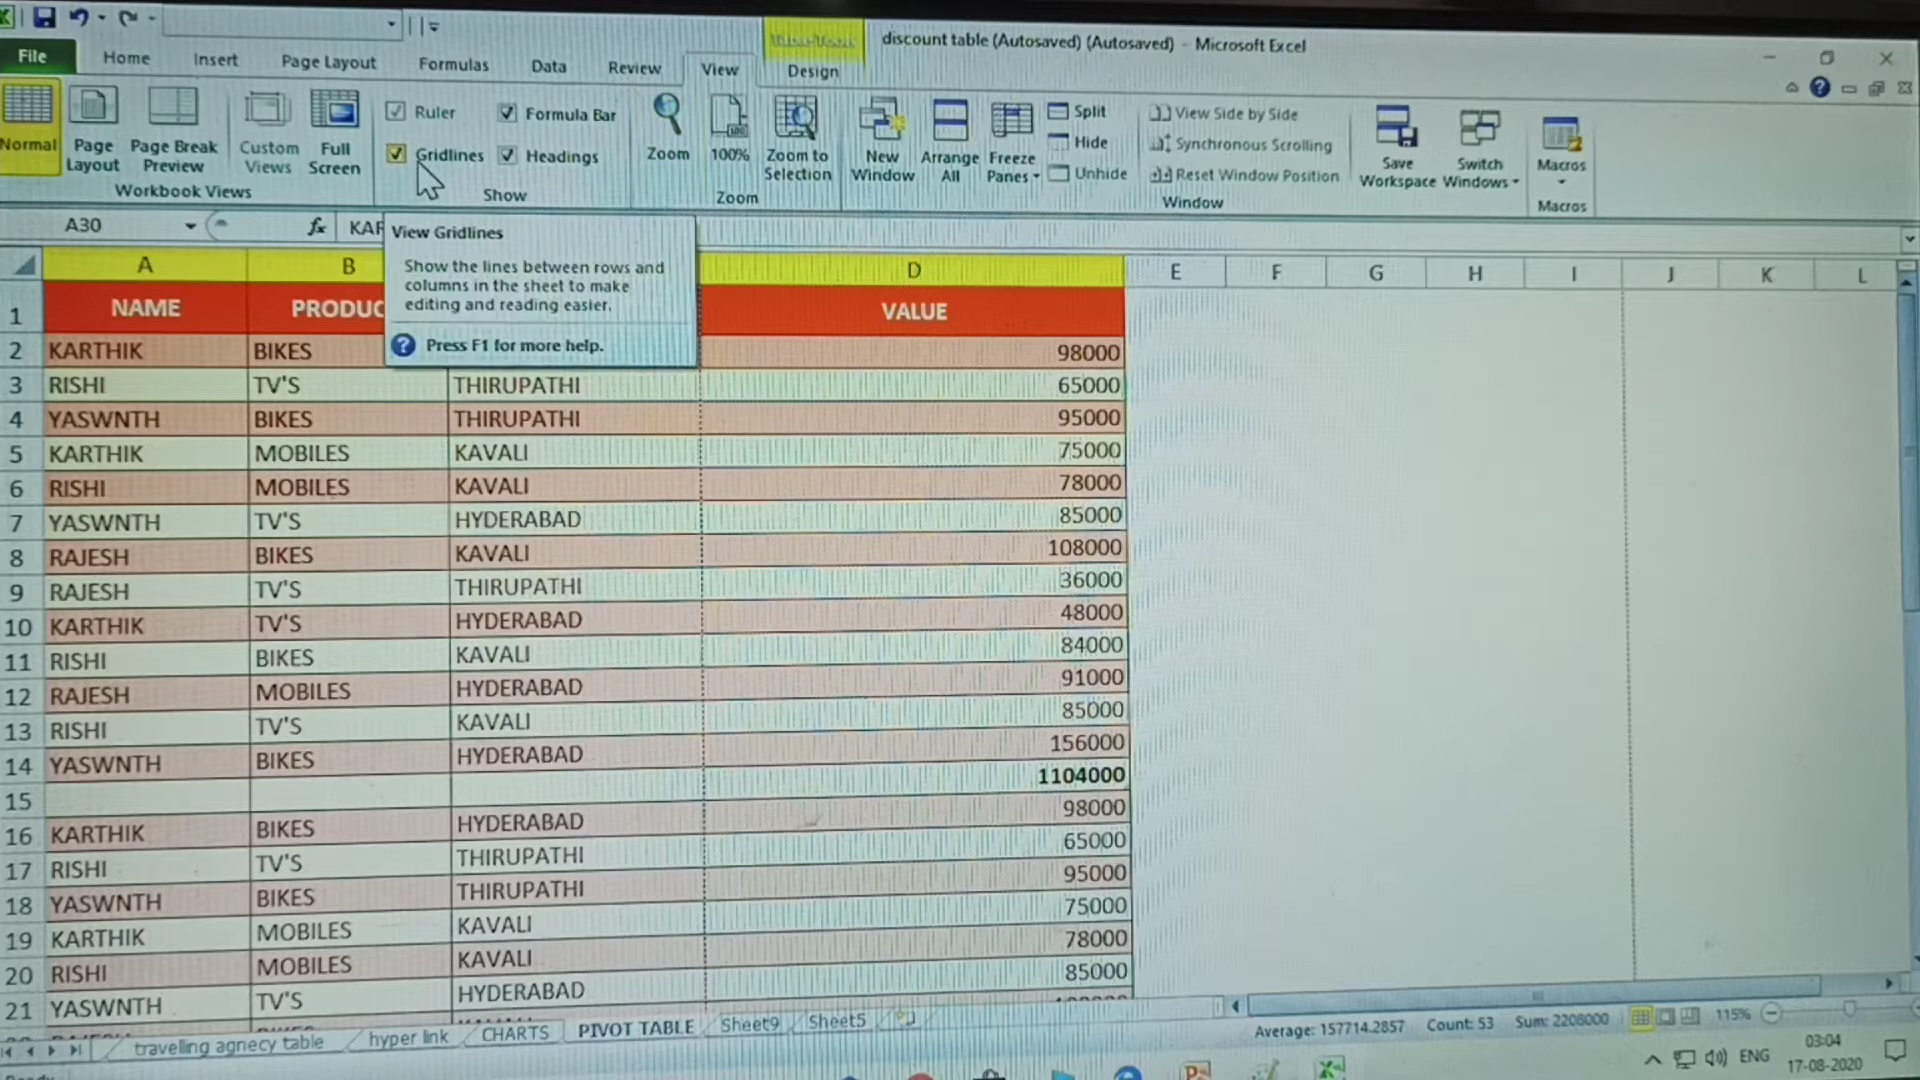 discount table (Autosaved) (Autosaved) - Microsoft Excel
File Home Insert Page Layout Formulas Data Review View Design
Normal Page Layout Page Break Preview Custom Views Full Screen
Workbook Views
Ruler Formula Bar
Gridlines Headings
Show
Zoom 100% Zoom to Selection
Zoom
New Window Arrange All Freeze Panes
Split
Hide
Unhide
View Side by Side
Synchronous Scrolling
Reset Window Position
Window
Save Workspace Switch Windows
Macros
Macros
A30 fx KAR
View Gridlines
Show the lines between rows and
columns in the sheet to make
editing and reading easier.
Press F1 for more help.
A B D E F G H I J K L
1 NAME PRODUC VALUE
2 KARTHIK BIKES 98000
3 RISHI TV'S THIRUPATHI 65000
4 YASWNTH BIKES THIRUPATHI 95000
5 KARTHIK MOBILES KAVALI 75000
6 RISHI MOBILES KAVALI 78000
7 YASWNTH TV'S HYDERABAD 85000
8 RAJESH BIKES KAVALI 108000
9 RAJESH TV'S THIRUPATHI 36000
10 KARTHIK TV'S HYDERABAD 48000
11 RISHI BIKES KAVALI 84000
12 RAJESH MOBILES HYDERABAD 91000
13 RISHI TV'S KAVALI 85000
14 YASWNTH BIKES HYDERABAD 156000
15 1104000
16 KARTHIK BIKES HYDERABAD 98000
17 RISHI TV'S THIRUPATHI 65000
18 YASWNTH BIKES THIRUPATHI 95000
19 KARTHIK MOBILES KAVALI 75000
20 RISHI MOBILES KAVALI 78000
21 YASWNTH TV'S HYDERABAD 85000
travelling agnecy table hyper link CHARTS PIVOT TABLE Sheet9 Sheet5
Average: 157714.2857 Count: 53 Sum: 2208000 115%
ENG 03:04
17-08-2020